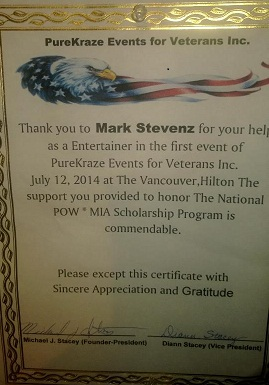 PureKraze Events for Veterans Inc.
Thank you to Mark Stevenz for your help
as a Entertainer in the first event of
PureKraze Events for Veterans Inc.
July 12, 2014 at The Vancouver,Hilton The
support you provided to honor The National
POW * MIA Scholarship Program is
commendable.
Please except this certificate with
Sincere Appreciation and Gratitude
Diann Stacey
Michael J. Stacey (Founder-President) Diann Stacey (Vice President)